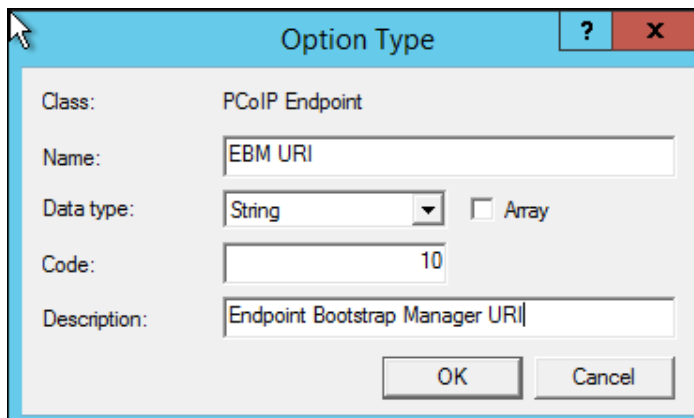 Option Type
?
x
Class: PCoIP Endpoint
Name: EBM URI
Data type: String Array
Code: 10
Description: Endpoint Bootstrap Manager URI
OK Cancel